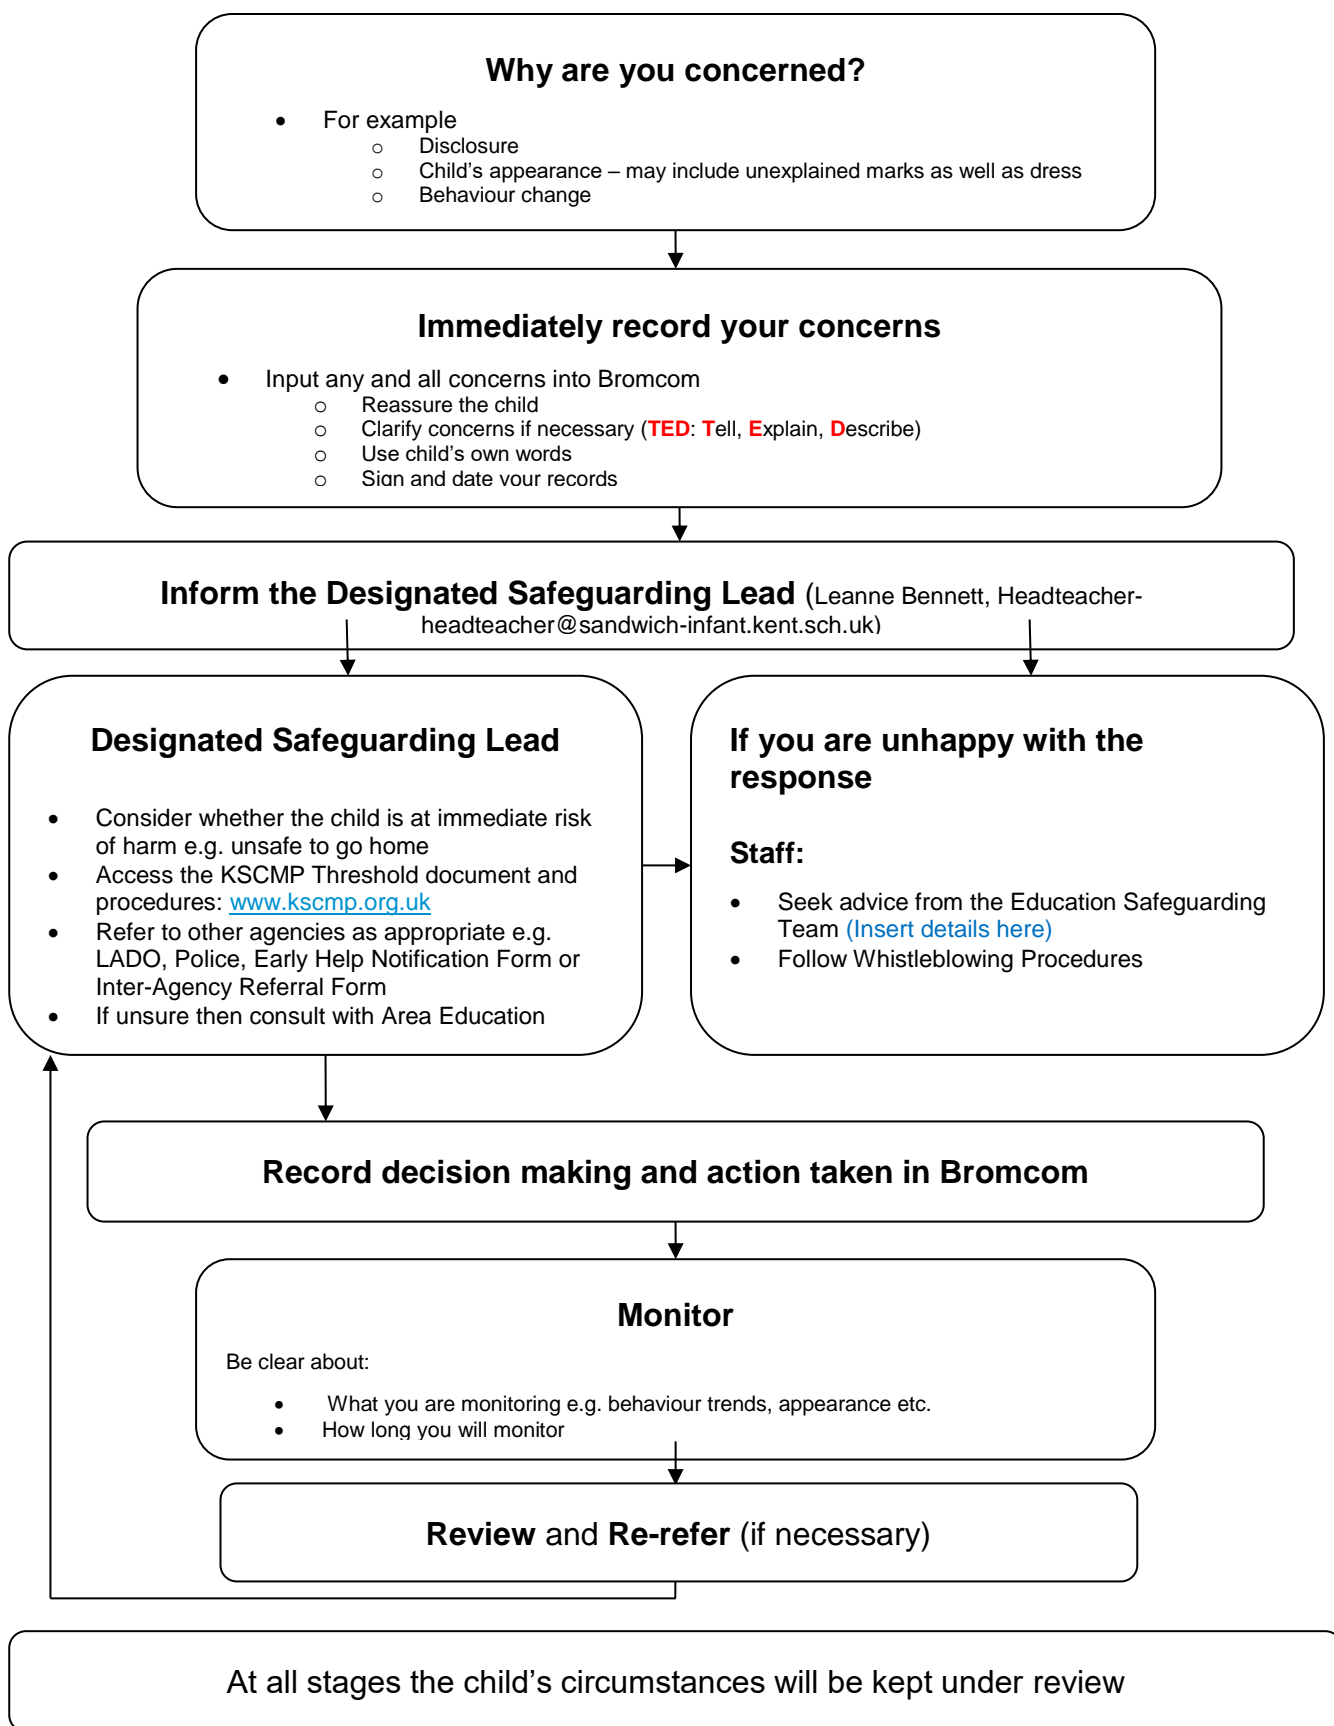 Why are you concerned?
• For example
o Disclosure
o Child's appearance – may include unexplained marks as well as dress
o Behaviour change
Immediately record your concerns
• Input any and all concerns into Bromcom
o Reassure the child
o Clarify concerns if necessary (TED: Tell, Explain, Describe)
o Use child's own words
o Sign and date your records
Inform the Designated Safeguarding Lead (Leanne Bennett, Headteacher-
headteacher@sandwich-infant.kent.sch.uk)
Designated Safeguarding Lead
• Consider whether the child is at immediate risk
of harm e.g. unsafe to go home
• Access the KSCMP Threshold document and
procedures: www.kscmp.org.uk
• Refer to other agencies as appropriate e.g.
LADO, Police, Early Help Notification Form or
Inter-Agency Referral Form
• If unsure then consult with Area Education
If you are unhappy with the
response
Staff:
• Seek advice from the Education Safeguarding
Team (Insert details here)
• Follow Whistleblowing Procedures
Record decision making and action taken in Bromcom
Monitor
Be clear about:
• What you are monitoring e.g. behaviour trends, appearance etc.
• How long you will monitor
Review and Re-refer (if necessary)
At all stages the child's circumstances will be kept under review